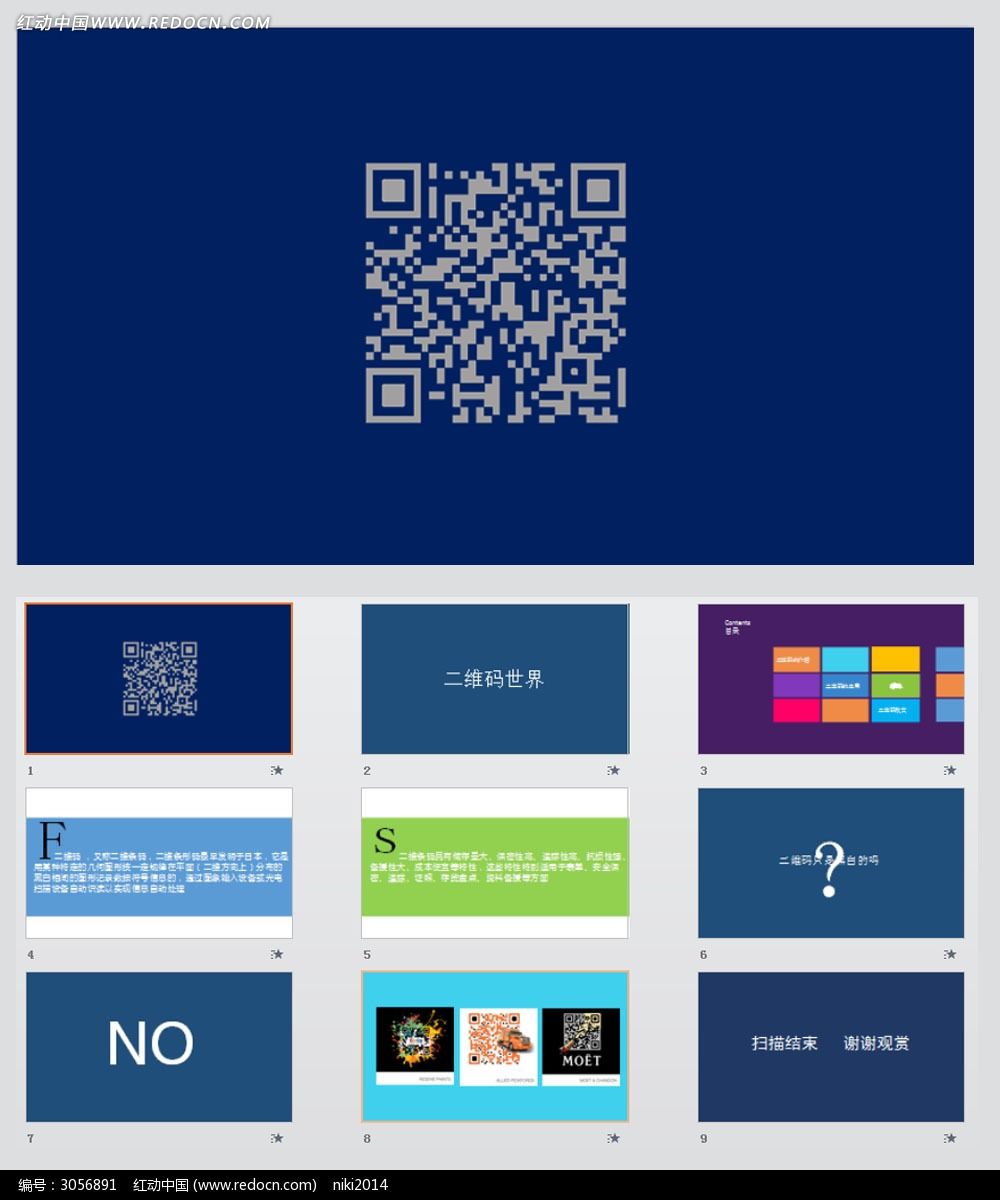 红动中国WWW.REDOCN.COM
1
二维码世界
2
Contents
目录
3
F
二维码，又称二维条码，二维条形码最早发明于日本，它是
用某种特定的几何图形按一定规律在平面（二维方向上）分布的
黑白相间的图形记录数据符号信息的，通过图象输入设备或光电
扫描设备自动识读以实现信息自动处理
4
S
二维条码具有储存量大、保密性高、追踪性高、抗损性强、
备援性大、成本便宜等特性，这些特性特别适用于表单、安全保
密、追踪、证照、存货盘点、资料备援等方面
5
二维码只是黑白的吗
?
6
NO
7
RESENE PAINTS
ALLIED PICKFORDS
MOËT
MOËT & CHANDON
8
扫描结束 谢谢观赏
9
编号：3056891 红动中国 (www.redocn.com) niki2014